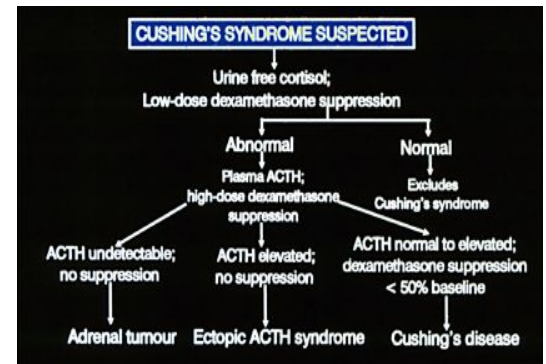 CUSHING'S SYNDROME SUSPECTED
Urine free cortisol;
Low-dose dexamethasone suppression
Abnormal
Normal
Plasma ACTH;
high-dose dexamethasone
suppression
Excludes
Cushing's syndrome
ACTH undetectable;
no suppression
ACTH elevated;
no suppression
ACTH normal to elevated;
dexamethasone suppression
< 50% baseline
Adrenal tumour
Ectopic ACTH syndrome
Cushing's disease